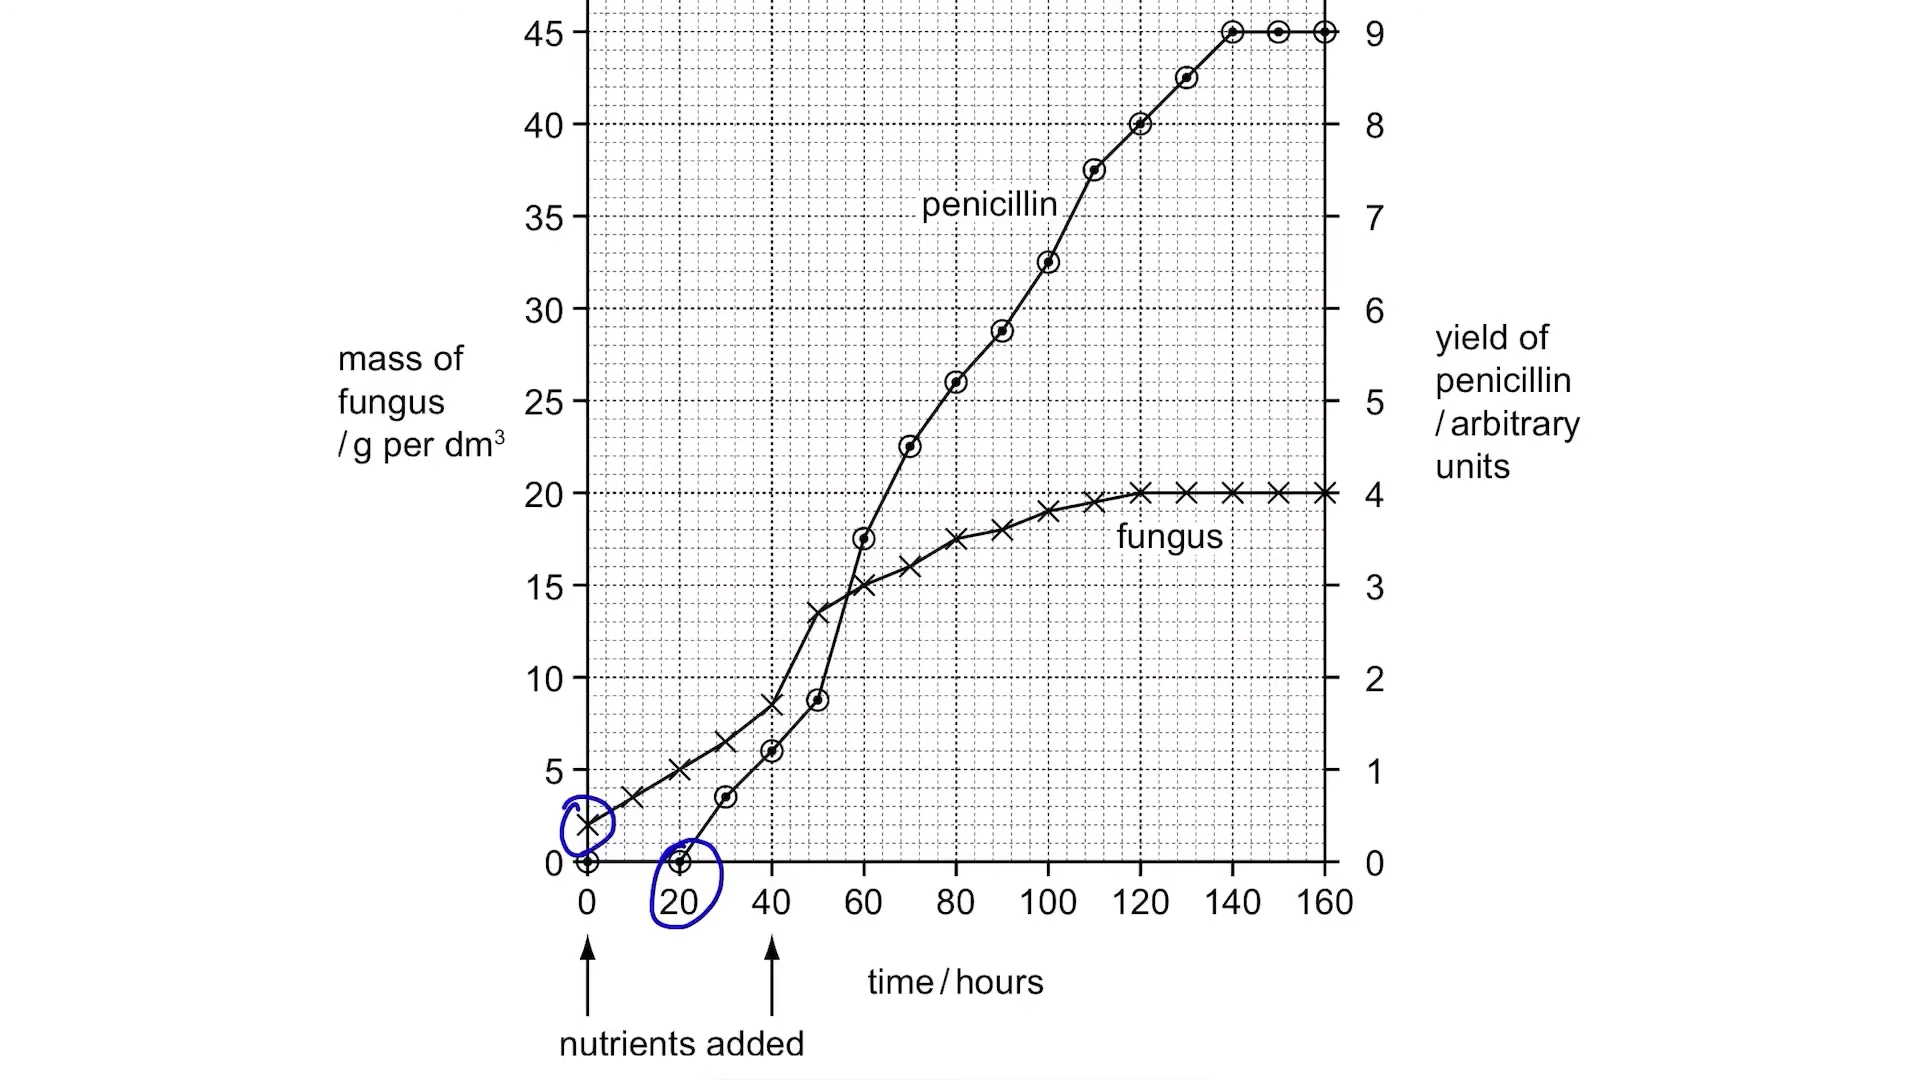 45
40
35
30
25
20
15
10
5
0
mass of
fungus
/ g per dm³
penicillin
fungus
9
8
7
6
5
4
3
2
1
0
yield of
penicillin
/ arbitrary
units
0 20 40 60 80 100 120 140 160
time / hours
nutrients added